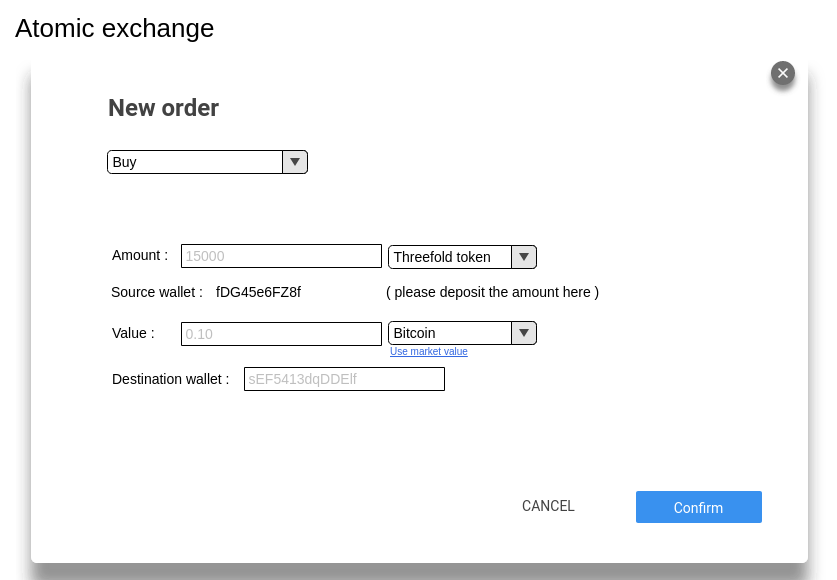 Atomic exchange
New order
Buy
Amount : 15000 Threefold token
Source wallet : fDG45e6FZ8f ( please deposit the amount here )
Value : 0.10 Bitcoin
Use market value
Destination wallet : sEF5413dqDDElf
CANCEL Confirm